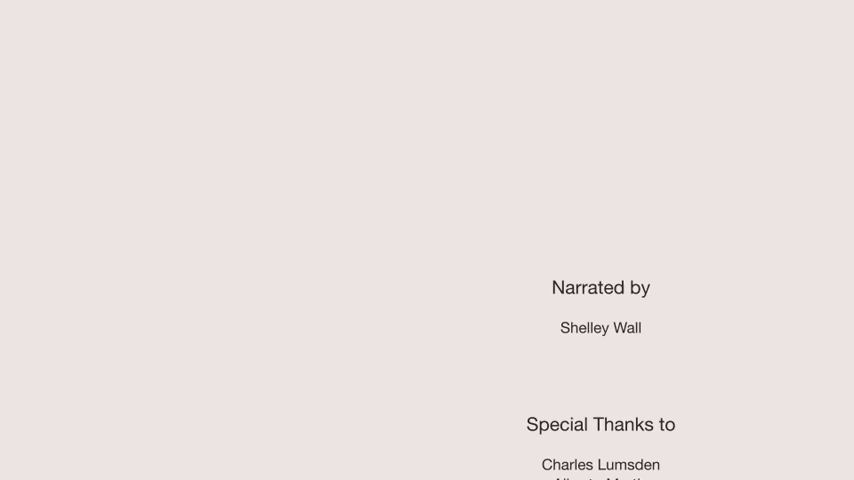 Narrated by
Shelley Wall
Special Thanks to
Charles Lumsden